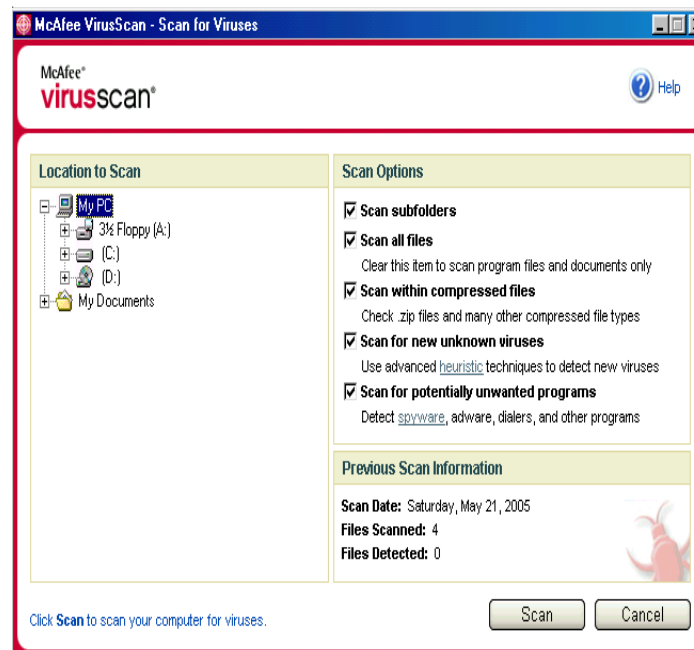 McAfee VirusScan - Scan for Viruses
McAfee®
virusscan®
? Help
Location to Scan
My PC
3½ Floppy (A:)
(C:)
(D:)
My Documents
Scan Options
Scan subfolders
Scan all files
Clear this item to scan program files and documents only
Scan within compressed files
Check .zip files and many other compressed file types
Scan for new unknown viruses
Use advanced heuristic techniques to detect new viruses
Scan for potentially unwanted programs
Detect spyware, adware, dialers, and other programs
Previous Scan Information
Scan Date: Saturday, May 21, 2005
Files Scanned: 4
Files Detected: 0
Click Scan to scan your computer for viruses.
Scan
Cancel